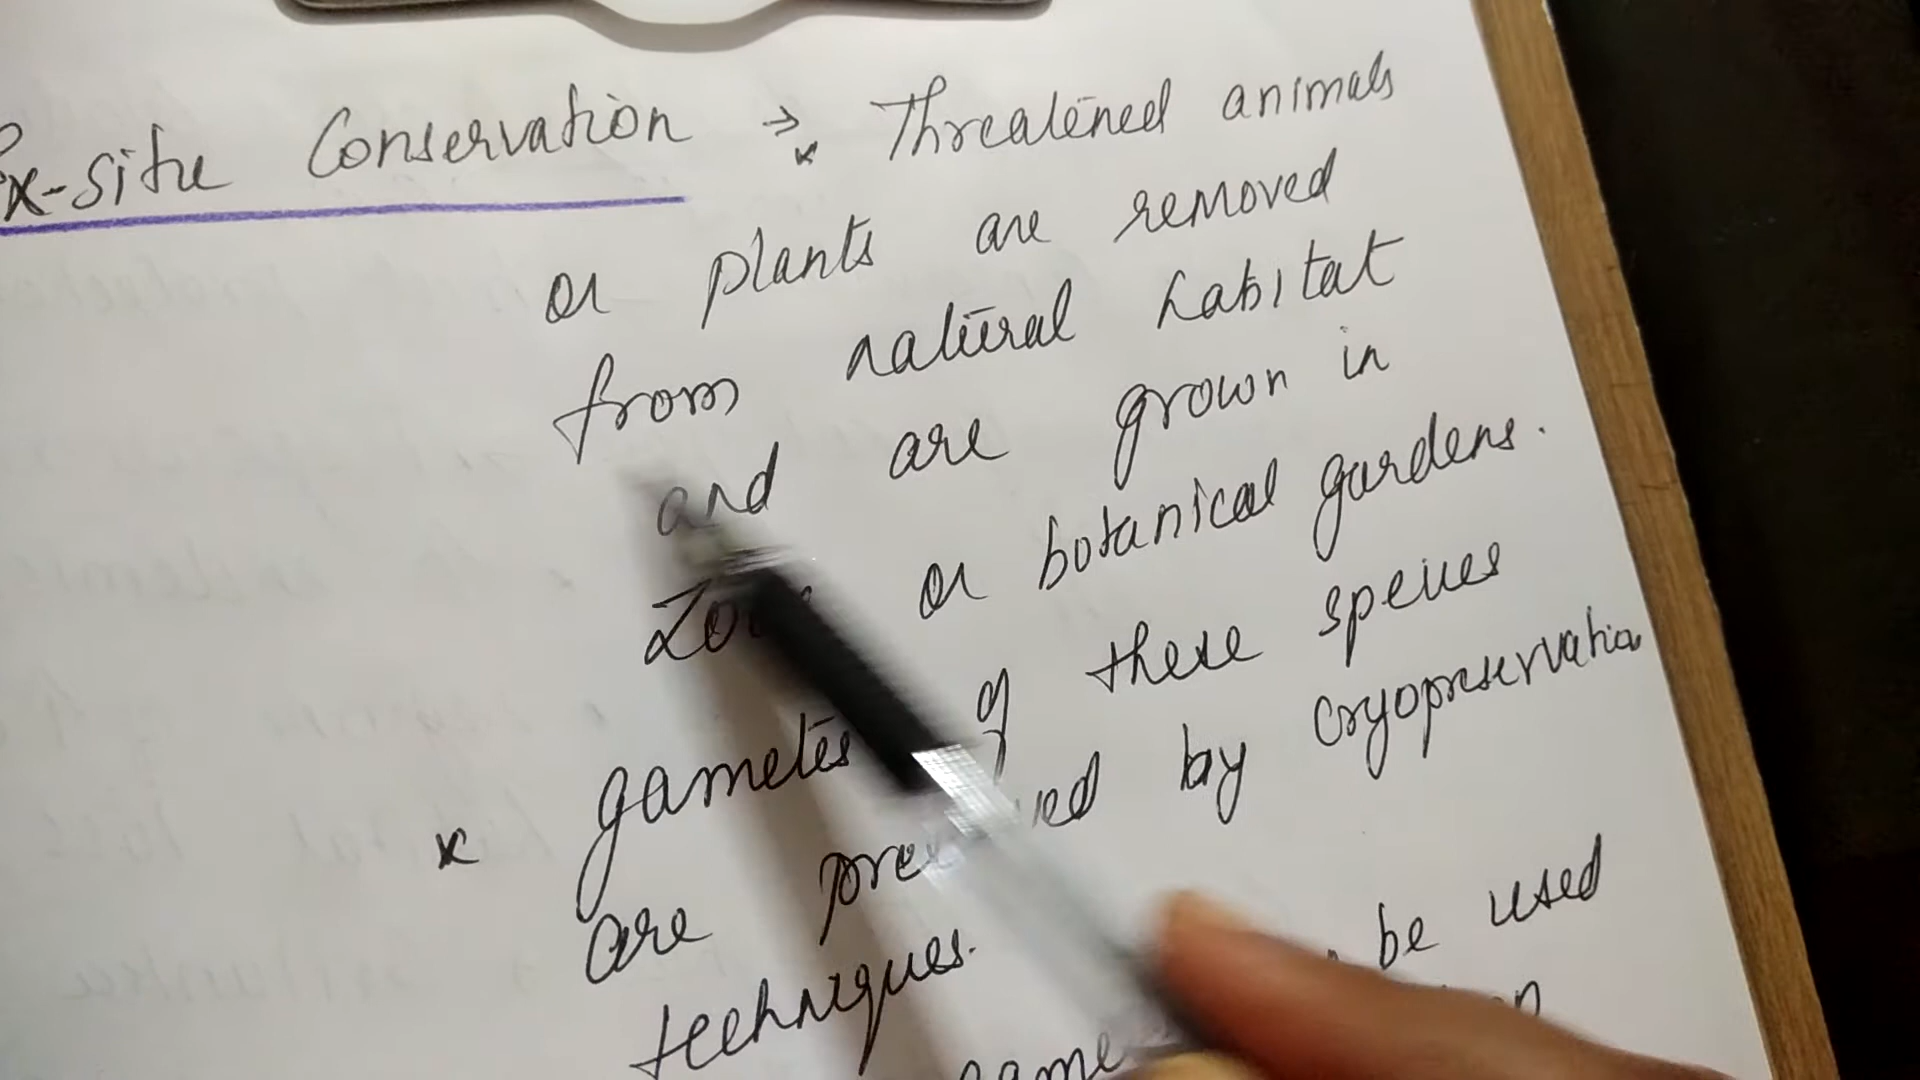 Ex-situ Conservation → Threatened animals
or plants are removed
from natural habitat
and are grown in
or botanical gardens.
x gametes of these species
are by cryopreservation
techniques. be used